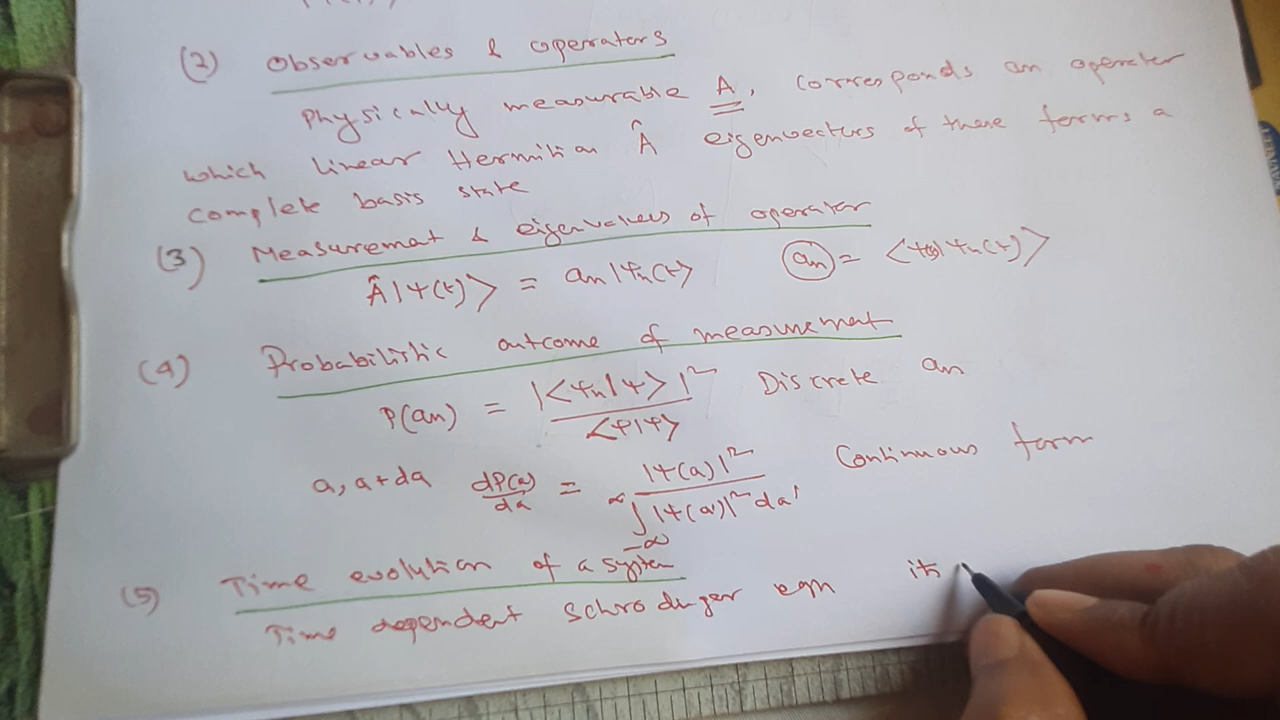 (2) Observables & operators
Physically measurable A, corresponds an operator
which linear Hermitian Â eigenvectors of these forms a
complete basis state
(3) Measuremat & eigenvalues of operator
Â|Ψ(t)⟩ = an|Ψn(t)⟩ an = ⟨Ψ(t)|Ψn(t)⟩
(4) Probabilistic outcome of measuremat
P(an) = |⟨Ψn|Ψ⟩|² / ⟨Ψ|Ψ⟩ Discrete an
a, a+da dP(a)/da = |Ψ(a)|² / ∫_{-∞}^{∞} |Ψ(a')|² da' Continuous form
(5) Time evolution of a system
Time dependent Schrodinger eqn iħ